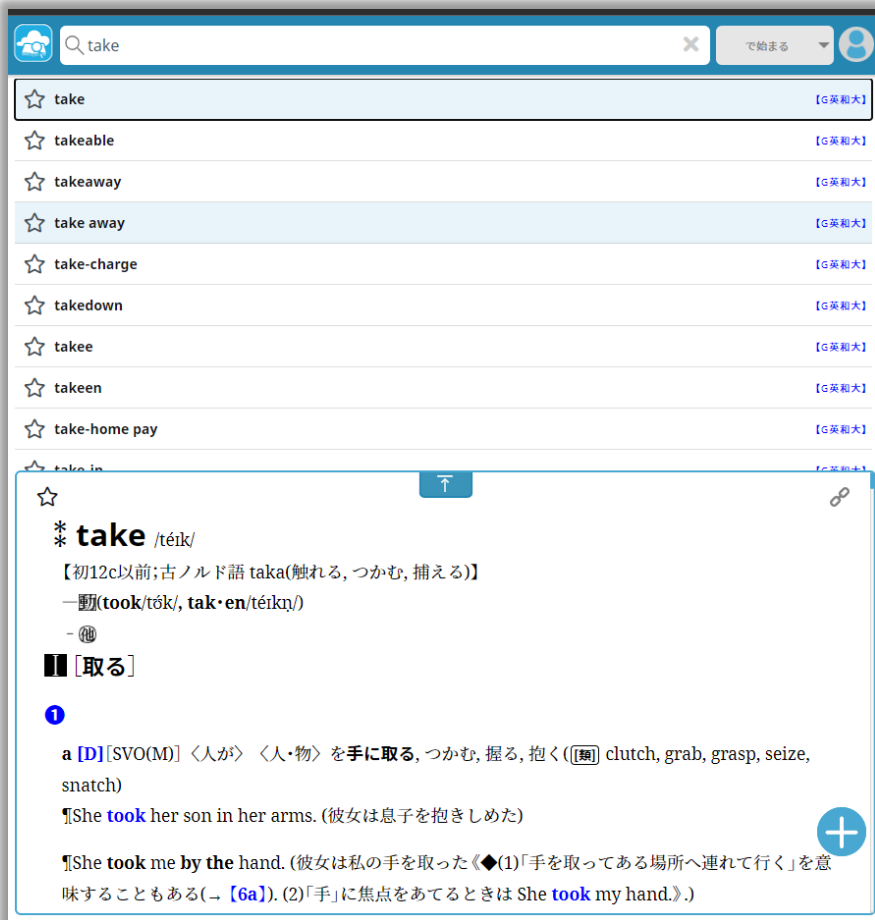 take
で始まる
take 【G英和大】
takeable 【G英和大】
takeaway 【G英和大】
take away 【G英和大】
take-charge 【G英和大】
takedown 【G英和大】
takee 【G英和大】
takeen 【G英和大】
take-home pay 【G英和大】
take-in 【G英和大】
⁑ take /téɪk/
【初12c以前;古ノルド語 taka(触れる, つかむ, 捕える)】
―動(took/tʊ́k/, tak・en/téɪkn̩/)
- 他
I [取る]
❶
a [D][SVO(M)]〈人が〉〈人・物〉を手に取る, つかむ, 握る, 抱く([類] clutch, grab, grasp, seize,
snatch)
¶She took her son in her arms. (彼女は息子を抱きしめた)
¶She took me by the hand. (彼女は私の手を取った《◆(1)「手を取ってある場所へ連れて行く」を意
味することもある(→【6a】). (2)「手」に焦点をあてるときは She took my hand.》.)